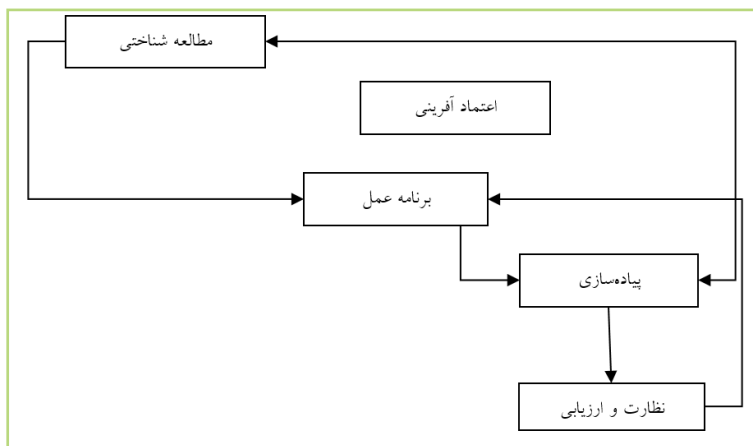 مطالعه شناختی
اعتماد آفرینی
برنامه عمل
پیاده‌سازی
نظارت و ارزیابی